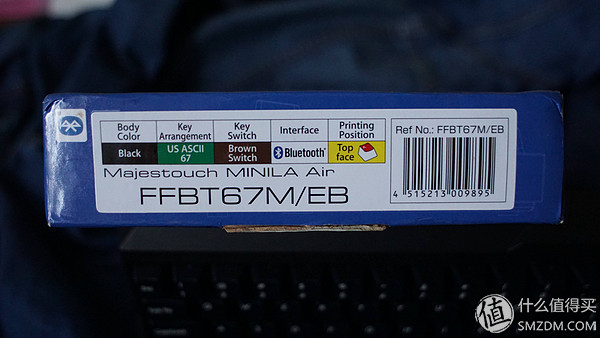 Body Color
Key Arrangement
Key Switch
Interface
Printing Position
Black
US ASCII 67
Brown Switch
Bluetooth®
Top face
Majestouch MINILA Air
FFBT67M/EB
Ref No.: FFBT67M/EB
4 515213 009895
值 什么值得买
SMZDM.COM